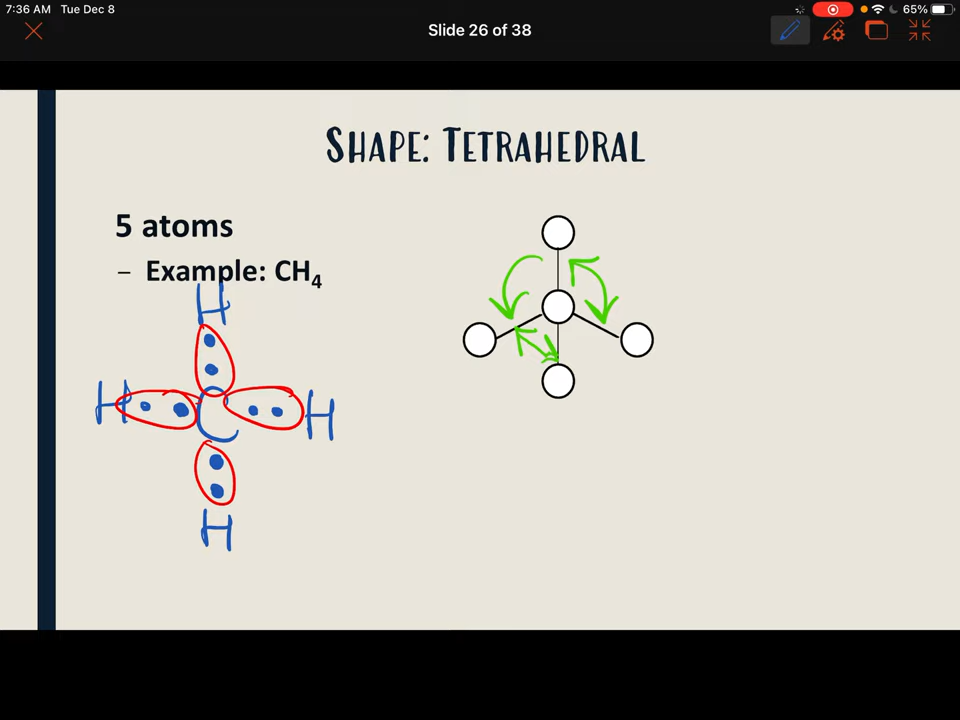 7:36 AM Tue Dec 8 65%
Slide 26 of 38
SHAPE: TETRAHEDRAL
5 atoms
– Example: CH₄
H
H C H
H